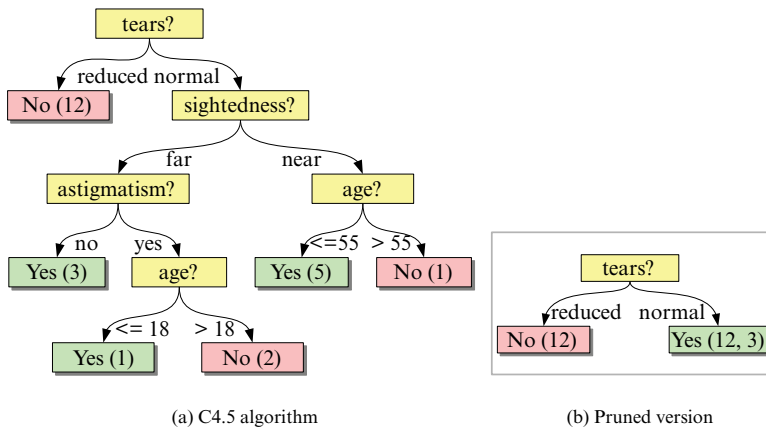 tears?
reduced normal
No (12)
sightedness?
far
near
astigmatism?
age?
no
yes
<=55 > 55
Yes (3)
age?
Yes (5)
No (1)
<= 18 > 18
Yes (1)
No (2)
(a) C4.5 algorithm
tears?
reduced
normal
No (12)
Yes (12, 3)
(b) Pruned version